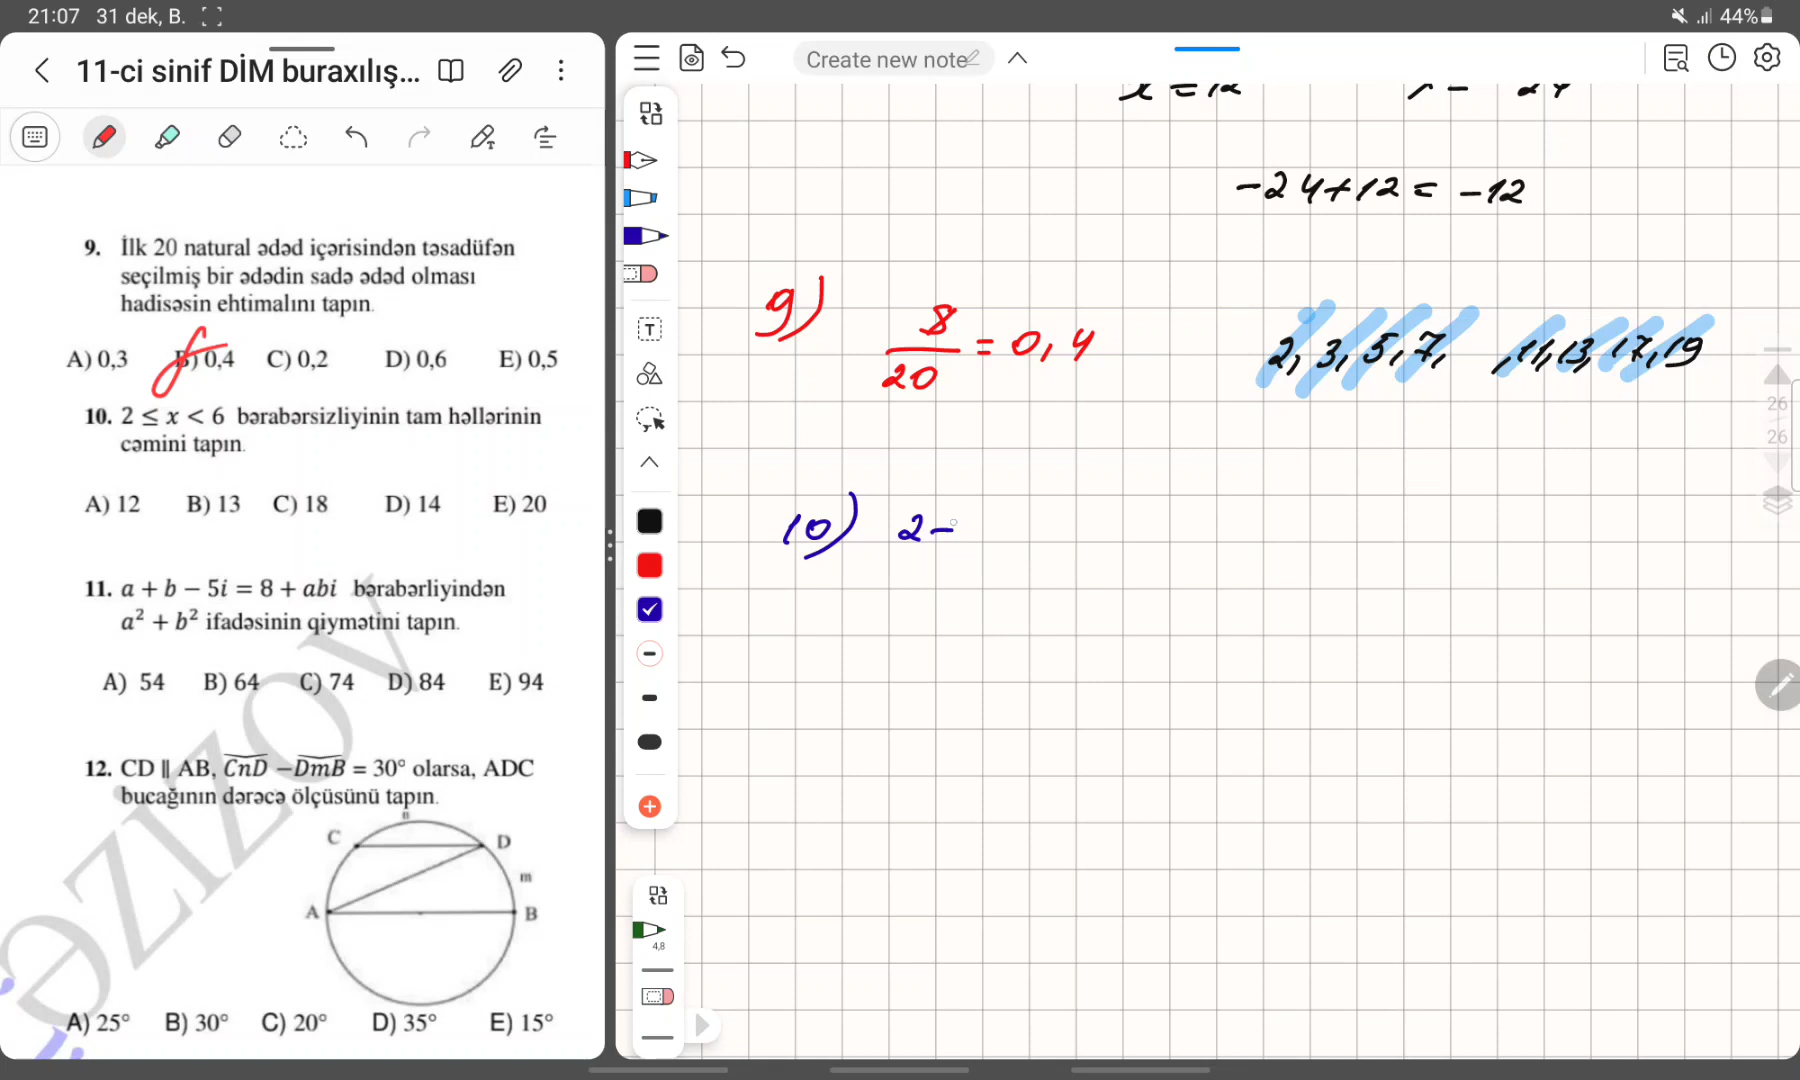 21:07 31 dek, B.
44%
11-ci sinif DİM buraxılış...
9. İlk 20 natural ədəd içərisindən təsadüfən
seçilmiş bir ədədin sadə ədəd olması
hadisəsin ehtimalını tapın.
A) 0,3 B) 0,4 C) 0,2 D) 0,6 E) 0,5
10. 2 ≤ x < 6 bərabərsizliyinin tam həllərinin
cəmini tapın.
A) 12 B) 13 C) 18 D) 14 E) 20
11. a + b − 5i = 8 + abi bərabərliyindən
a² + b² ifadəsinin qiymətini tapın.
A) 54 B) 64 C) 74 D) 84 E) 94
12. CD ∥ AB, CnD − DmB = 30° olarsa, ADC
bucağının dərəcə ölçüsünü tapın.
n
C D
m
A B
A) 25° B) 30° C) 20° D) 35° E) 15°
ƏZİZOV
Create new note
T
4,8
x = 12
-24+12 = -12
9) 8/20 = 0,4
2, 3, 5, 7, , 11, 13, 17, 19
10) 2-
26
26